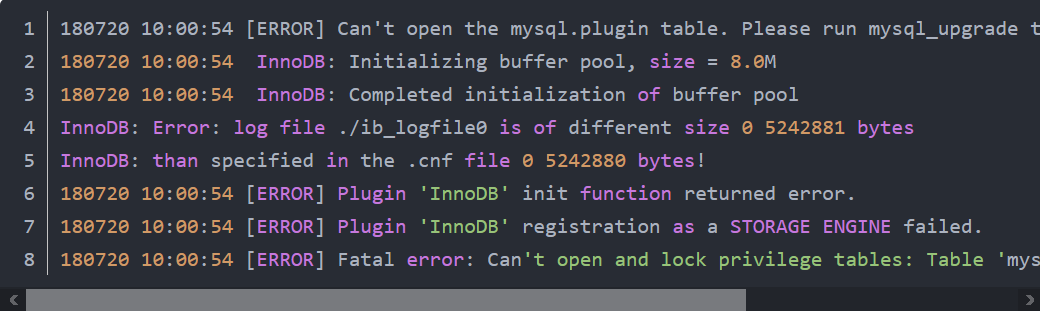 1 180720 10:00:54 [ERROR] Can't open the mysql.plugin table. Please run mysql_upgrade t
2 180720 10:00:54  InnoDB: Initializing buffer pool, size = 8.0M
3 180720 10:00:54  InnoDB: Completed initialization of buffer pool
4 InnoDB: Error: log file ./ib_logfile0 is of different size 0 5242881 bytes
5 InnoDB: than specified in the .cnf file 0 5242880 bytes!
6 180720 10:00:54 [ERROR] Plugin 'InnoDB' init function returned error.
7 180720 10:00:54 [ERROR] Plugin 'InnoDB' registration as a STORAGE ENGINE failed.
8 180720 10:00:54 [ERROR] Fatal error: Can't open and lock privilege tables: Table 'mys